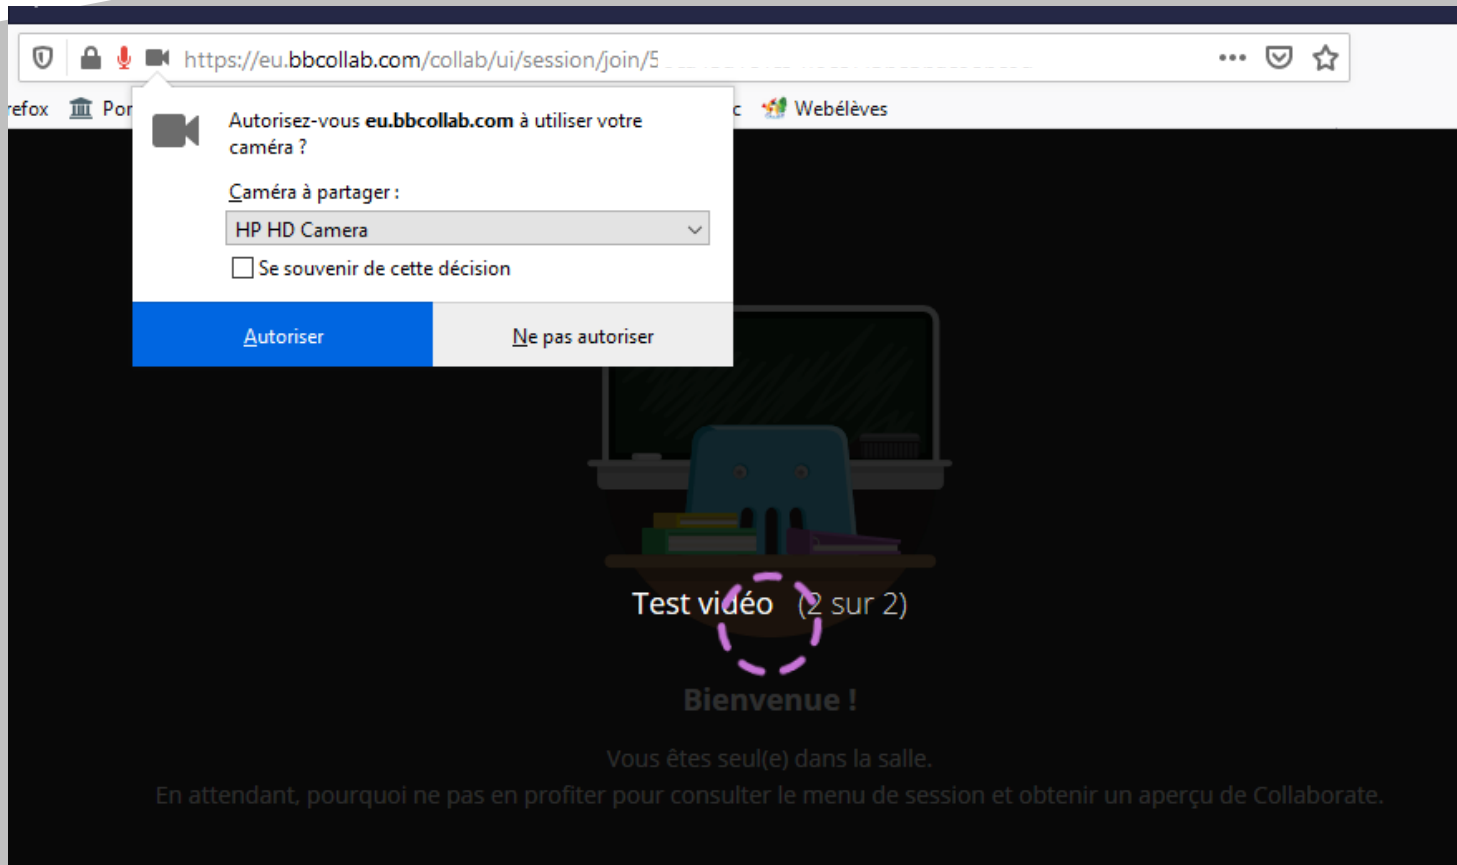 https://eu.bbcollab.com/collab/ui/session/join/5
refox Por c Webélèves
Autorisez-vous eu.bbcollab.com à utiliser votre
caméra ?
Caméra à partager :
HP HD Camera
Se souvenir de cette décision
Autoriser Ne pas autoriser
Test vidéo (2 sur 2)
Bienvenue !
Vous êtes seul(e) dans la salle.
En attendant, pourquoi ne pas en profiter pour consulter le menu de session et obtenir un aperçu de Collaborate.